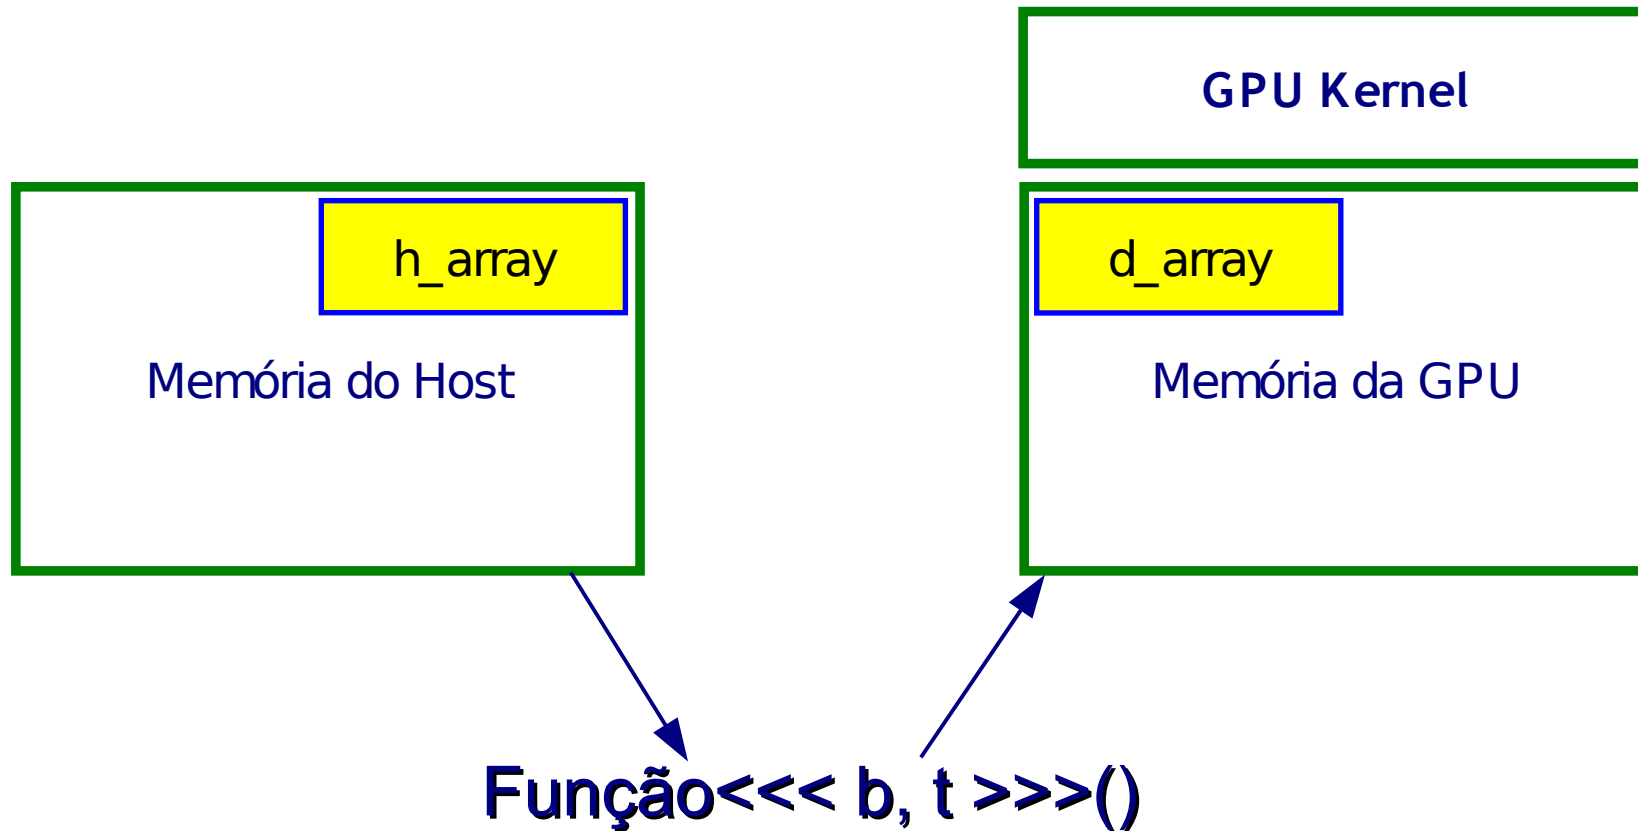 GPU Kernel
h_array
d_array
Memória do Host
Memória da GPU
Função<<< b, t >>>()